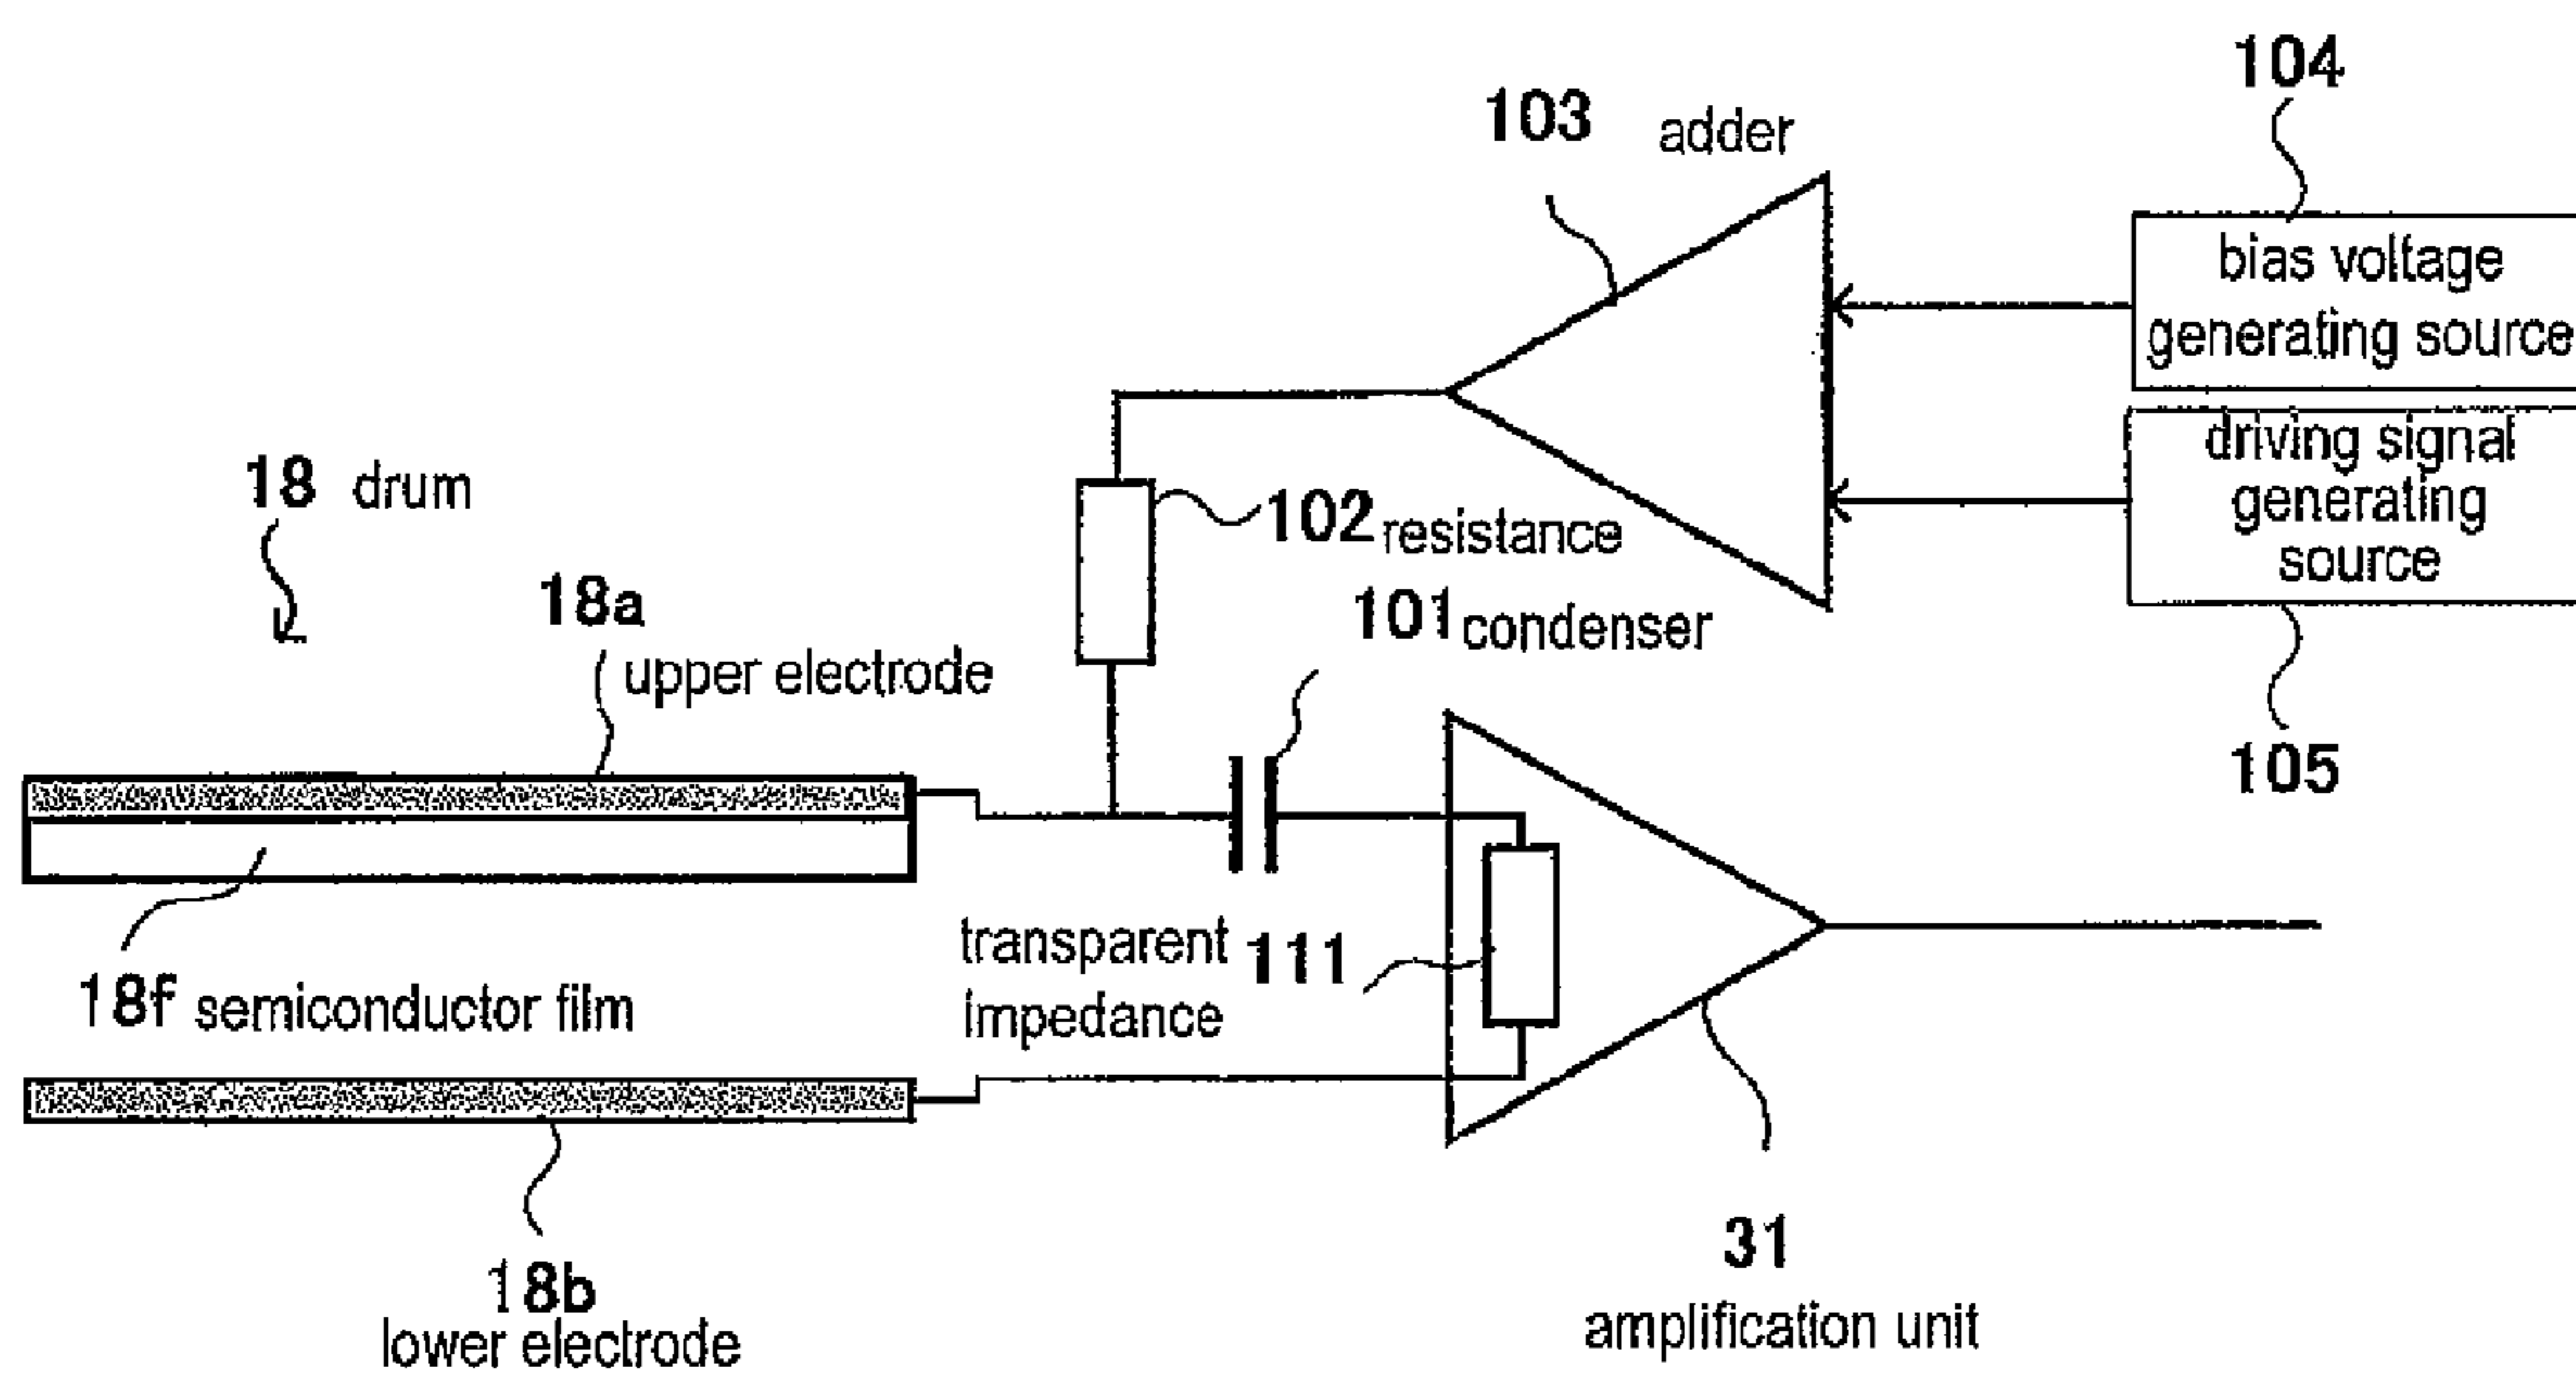 104
103 adder
bias voltage
generating source
driving signal
generating
source
105
18 drum
102 resistance
101 condenser
18a
upper electrode
transparent
impedance
111
18f semiconductor film
18b
lower electrode
31
amplification unit